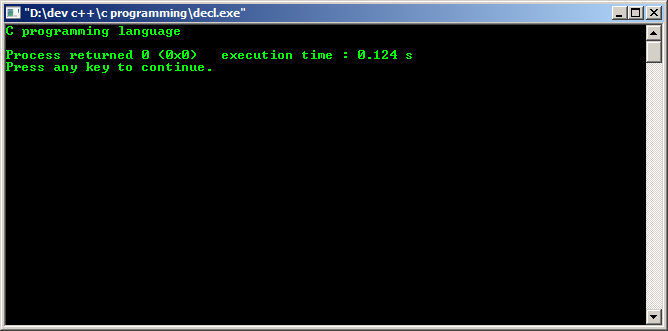 "D:\dev c++\c programming\decl.exe"
C programming language
Process returned 0 (0x0)   execution time : 0.124 s
Press any key to continue.